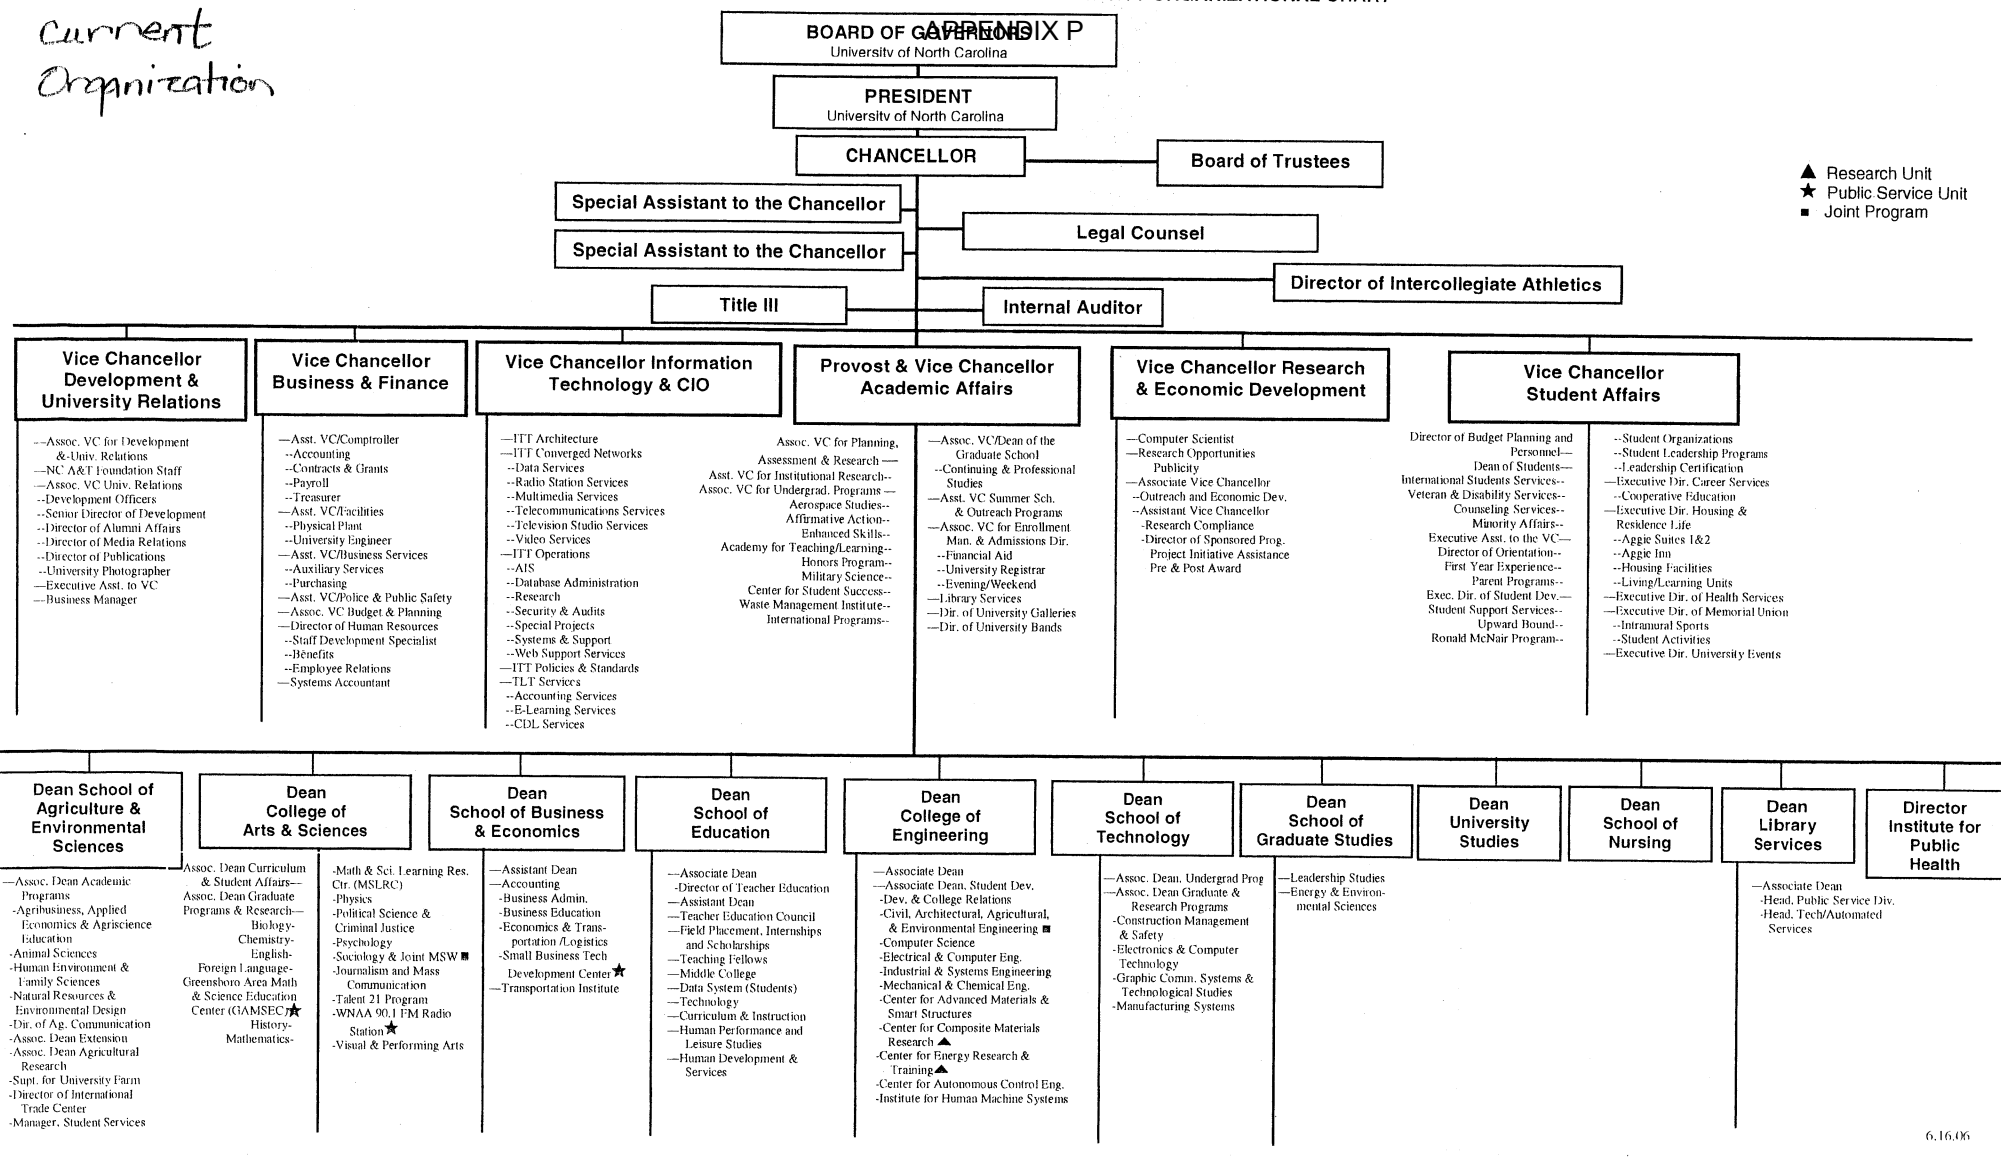 Current
Organization
APPENDIX P
BOARD OF GOVERNORS
University of North Carolina
PRESIDENT
University of North Carolina
CHANCELLOR
Board of Trustees
▲ Research Unit
★ Public Service Unit
■ Joint Program
Special Assistant to the Chancellor
Legal Counsel
Special Assistant to the Chancellor
Director of Intercollegiate Athletics
Title III
Internal Auditor
Vice Chancellor
Development &
University Relations
—Assoc. VC for Development
&-Univ. Relations
—NC A&T Foundation Staff
—Assoc. VC Univ. Relations
--Development Officers
--Senior Director of Development
--Director of Alumni Affairs
--Director of Media Relations
--Director of Publications
--University Photographer
—Executive Asst. to VC
—Business Manager
Vice Chancellor
Business & Finance
—Asst. VC/Comptroller
--Accounting
--Contracts & Grants
--Payroll
--Treasurer
—Asst. VC/Facilities
--Physical Plant
--University Engineer
—Asst. VC/Business Services
--Auxiliary Services
--Purchasing
—Asst. VC/Police & Public Safety
—Assoc. VC Budget & Planning
—Director of Human Resources
--Staff Development Specialist
--Benefits
--Employee Relations
—Systems Accountant
Vice Chancellor Information
Technology & CIO
—ITT Architecture
—ITT Converged Networks
--Data Services
--Radio Station Services
--Multimedia Services
--Telecommunications Services
--Television Studio Services
--Video Services
—ITT Operations
--AIS
--Database Administration
--Research
--Security & Audits
--Special Projects
--Systems & Support
--Web Support Services
—ITT Policies & Standards
—TLT Services
--Accounting Services
--E-Learning Services
--CDL Services
Provost & Vice Chancellor
Academic Affairs
Assoc. VC for Planning,
Assessment & Research —
Asst. VC for Institutional Research--
Assoc. VC for Undergrad. Programs —
Aerospace Studies--
Affirmative Action--
Enhanced Skills--
Academy for Teaching/Learning--
Honors Program--
Military Science--
Center for Student Success--
Waste Management Institute--
International Programs--
—Assoc. VC/Dean of the
Graduate School
--Continuing & Professional
Studies
—Asst. VC Summer Sch.
& Outreach Programs
—Assoc. VC for Enrollment
Man. & Admissions Dir.
--Financial Aid
--University Registrar
--Evening/Weekend
—Library Services
—Dir. of University Galleries
—Dir. of University Bands
Vice Chancellor Research
& Economic Development
—Computer Scientist
—Research Opportunities
Publicity
—Associate Vice Chancellor
--Outreach and Economic Dev.
--Assistant Vice Chancellor
-Research Compliance
-Director of Sponsored Prog.
Project Initiative Assistance
Pre & Post Award
Vice Chancellor
Student Affairs
Director of Budget Planning and
Personnel—
Dean of Students—
International Students Services--
Veteran & Disability Services--
Counseling Services--
Minority Affairs--
Executive Asst. to the VC—
Director of Orientation--
First Year Experience--
Parent Programs--
Exec. Dir. of Student Dev.—
Student Support Services--
Upward Bound--
Ronald McNair Program--
--Student Organizations
--Student Leadership Programs
--Leadership Certification
—Executive Dir. Career Services
--Cooperative Education
—Executive Dir. Housing &
Residence Life
--Aggie Suites 1&2
--Aggie Inn
--Housing Facilities
--Living/Learning Units
—Executive Dir. of Health Services
—Executive Dir. of Memorial Union
--Intramural Sports
--Student Activities
—Executive Dir. University Events
Dean School of
Agriculture &
Environmental
Sciences
—Assoc. Dean Academic
Programs
-Agribusiness, Applied
Economics & Agriscience
Education
-Animal Sciences
-Human Environment &
Family Sciences
-Natural Resources &
Environmental Design
-Dir. of Ag. Communication
-Assoc. Dean Extension
-Assoc. Dean Agricultural
Research
-Supt. for University Farm
-Director of International
Trade Center
-Manager, Student Services
Dean
College of
Arts & Sciences
Assoc. Dean Curriculum
& Student Affairs—
Assoc. Dean Graduate
Programs & Research—
Biology-
Chemistry-
English-
Foreign Language-
Greensboro Area Math
& Science Education
Center (GAMSEC)★
History-
Mathematics-
-Math & Sci. Learning Res.
Ctr. (MSLRC)
-Physics
-Political Science &
Criminal Justice
-Psychology
-Sociology & Joint MSW ■
-Journalism and Mass
Communication
-Talent 21 Program
-WNAA 90.1 FM Radio
Station★
-Visual & Performing Arts
Dean
School of Business
& Economics
—Assistant Dean
—Accounting
-Business Admin.
-Business Education
-Economics & Trans-
portation /Logistics
-Small Business Tech
Development Center★
—Transportation Institute
Dean
School of
Education
—Associate Dean
-Director of Teacher Education
—Assistant Dean
—Teacher Education Council
—Field Placement, Internships
and Scholarships
—Teaching Fellows
—Middle College
—Data System (Students)
—Technology
—Curriculum & Instruction
—Human Performance and
Leisure Studies
—Human Development &
Services
Dean
College of
Engineering
—Associate Dean
—Associate Dean. Student Dev.
-Dev. & College Relations
-Civil, Architectural, Agricultural,
& Environmental Engineering ■
-Computer Science
-Electrical & Computer Eng.
-Industrial & Systems Engineering
-Mechanical & Chemical Eng.
-Center for Advanced Materials &
Smart Structures
-Center for Composite Materials
Research ▲
-Center for Energy Research &
Training▲
-Center for Autonomous Control Eng.
-Institute for Human Machine Systems
Dean
School of
Technology
—Assoc. Dean. Undergrad Prog
—Assoc. Dean Graduate &
Research Programs
-Construction Management
& Safety
-Electronics & Computer
Technology
-Graphic Comm. Systems &
Technological Studies
-Manufacturing Systems
Dean
School of
Graduate Studies
—Leadership Studies
—Energy & Environ-
mental Sciences
Dean
University
Studies
Dean
School of
Nursing
Dean
Library
Services
—Associate Dean
-Head. Public Service Div.
-Head. Tech/Automated
Services
Director
Institute for
Public
Health
6.16.06